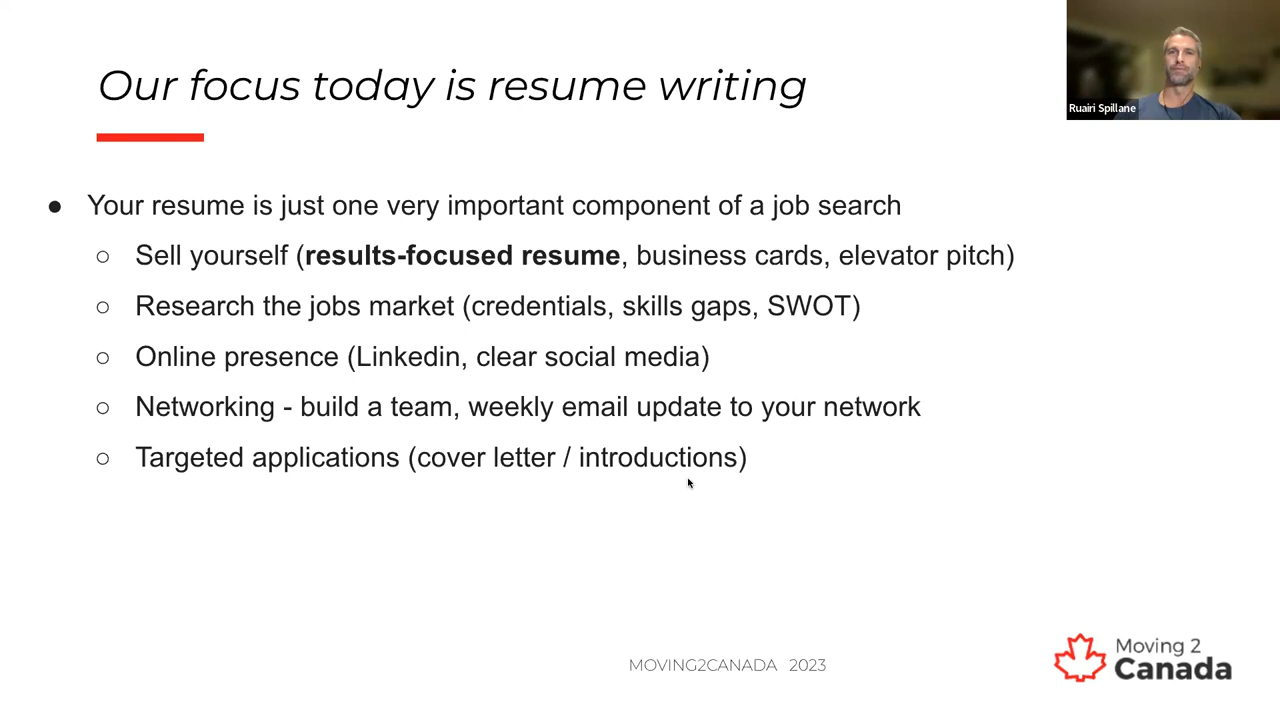 Our focus today is resume writing
Ruairi Spillane
● Your resume is just one very important component of a job search
○ Sell yourself (results-focused resume, business cards, elevator pitch)
○ Research the jobs market (credentials, skills gaps, SWOT)
○ Online presence (Linkedin, clear social media)
○ Networking - build a team, weekly email update to your network
○ Targeted applications (cover letter / introductions)
MOVING2CANADA 2023
Moving 2
Canada